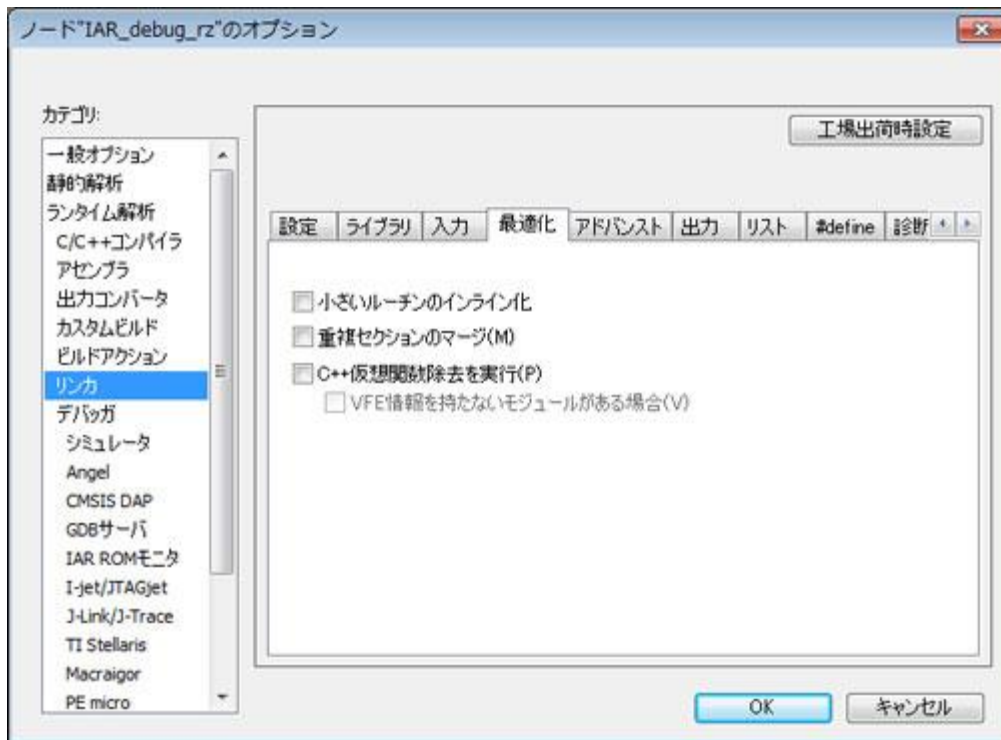 ノード"IAR_debug_rz"のオプション
カテゴリ:
一般オプション
静的解析
ランタイム解析
C/C++コンパイラ
アセンブラ
出力コンバータ
カスタムビルド
ビルドアクション
リンカ
デバッガ
シミュレータ
Angel
CMSIS DAP
GDBサーバ
IAR ROMモニタ
I-jet/JTAGjet
J-Link/J-Trace
TI Stellaris
Macraigor
PE micro
工場出荷時設定
設定 ライブラリ 入力 最適化 アドバンスト 出力 リスト #define 診断
小さいルーチンのインライン化
重複セクションのマージ(M)
C++仮想関数除去を実行(P)
VFE情報を持たないモジュールがある場合(V)
OK キャンセル